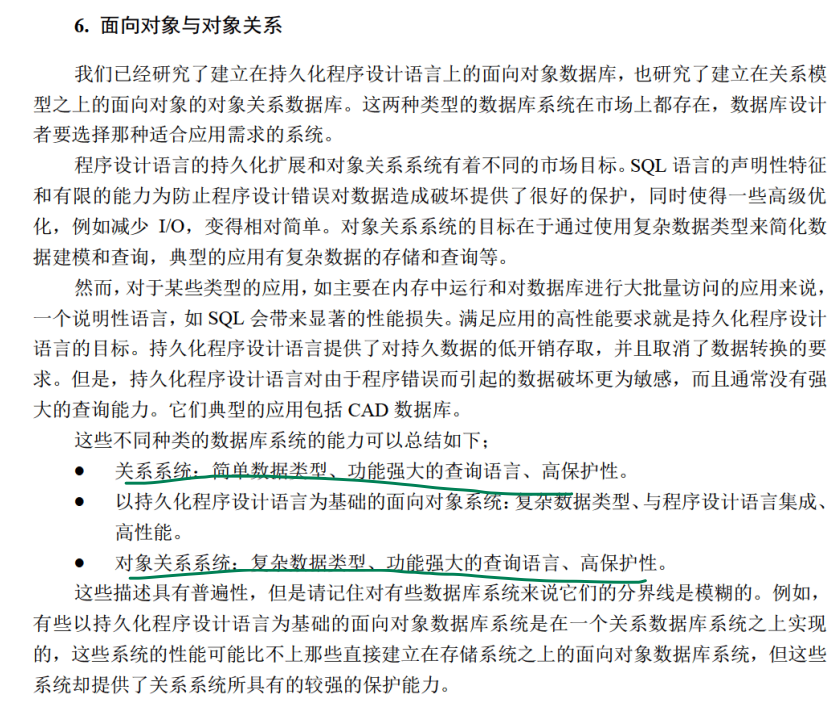 6. 面向对象与对象关系
我们已经研究了建立在持久化程序设计语言上的面向对象数据库，也研究了建立在关系模
型之上的面向对象的对象关系数据库。这两种类型的数据库系统在市场上都存在，数据库设计
者要选择那种适合应用需求的系统。
程序设计语言的持久化扩展和对象关系系统有着不同的市场目标。SQL 语言的声明性特征
和有限的能力为防止程序设计错误对数据造成破坏提供了很好的保护，同时使得一些高级优
化，例如减少 I/O，变得相对简单。对象关系系统的目标在于通过使用复杂数据类型来简化数
据建模和查询，典型的应用有复杂数据的存储和查询等。
然而，对于某些类型的应用，如主要在内存中运行和对数据库进行大批量访问的应用来说，
一个说明性语言，如 SQL 会带来显著的性能损失。满足应用的高性能要求就是持久化程序设计
语言的目标。持久化程序设计语言提供了对持久数据的低开销存取，并且取消了数据转换的要
求。但是，持久化程序设计语言对由于程序错误而引起的数据破坏更为敏感，而且通常没有强
大的查询能力。它们典型的应用包括 CAD 数据库。
这些不同种类的数据库系统的能力可以总结如下；
● 关系系统：简单数据类型、功能强大的查询语言、高保护性。
● 以持久化程序设计语言为基础的面向对象系统：复杂数据类型、与程序设计语言集成、
高性能。
● 对象关系系统：复杂数据类型、功能强大的查询语言、高保护性。
这些描述具有普遍性，但是请记住对有些数据库系统来说它们的分界线是模糊的。例如，
有些以持久化程序设计语言为基础的面向对象数据库系统是在一个关系数据库系统之上实现
的，这些系统的性能可能比不上那些直接建立在存储系统之上的面向对象数据库系统，但这些
系统却提供了关系系统所具有的较强的保护能力。